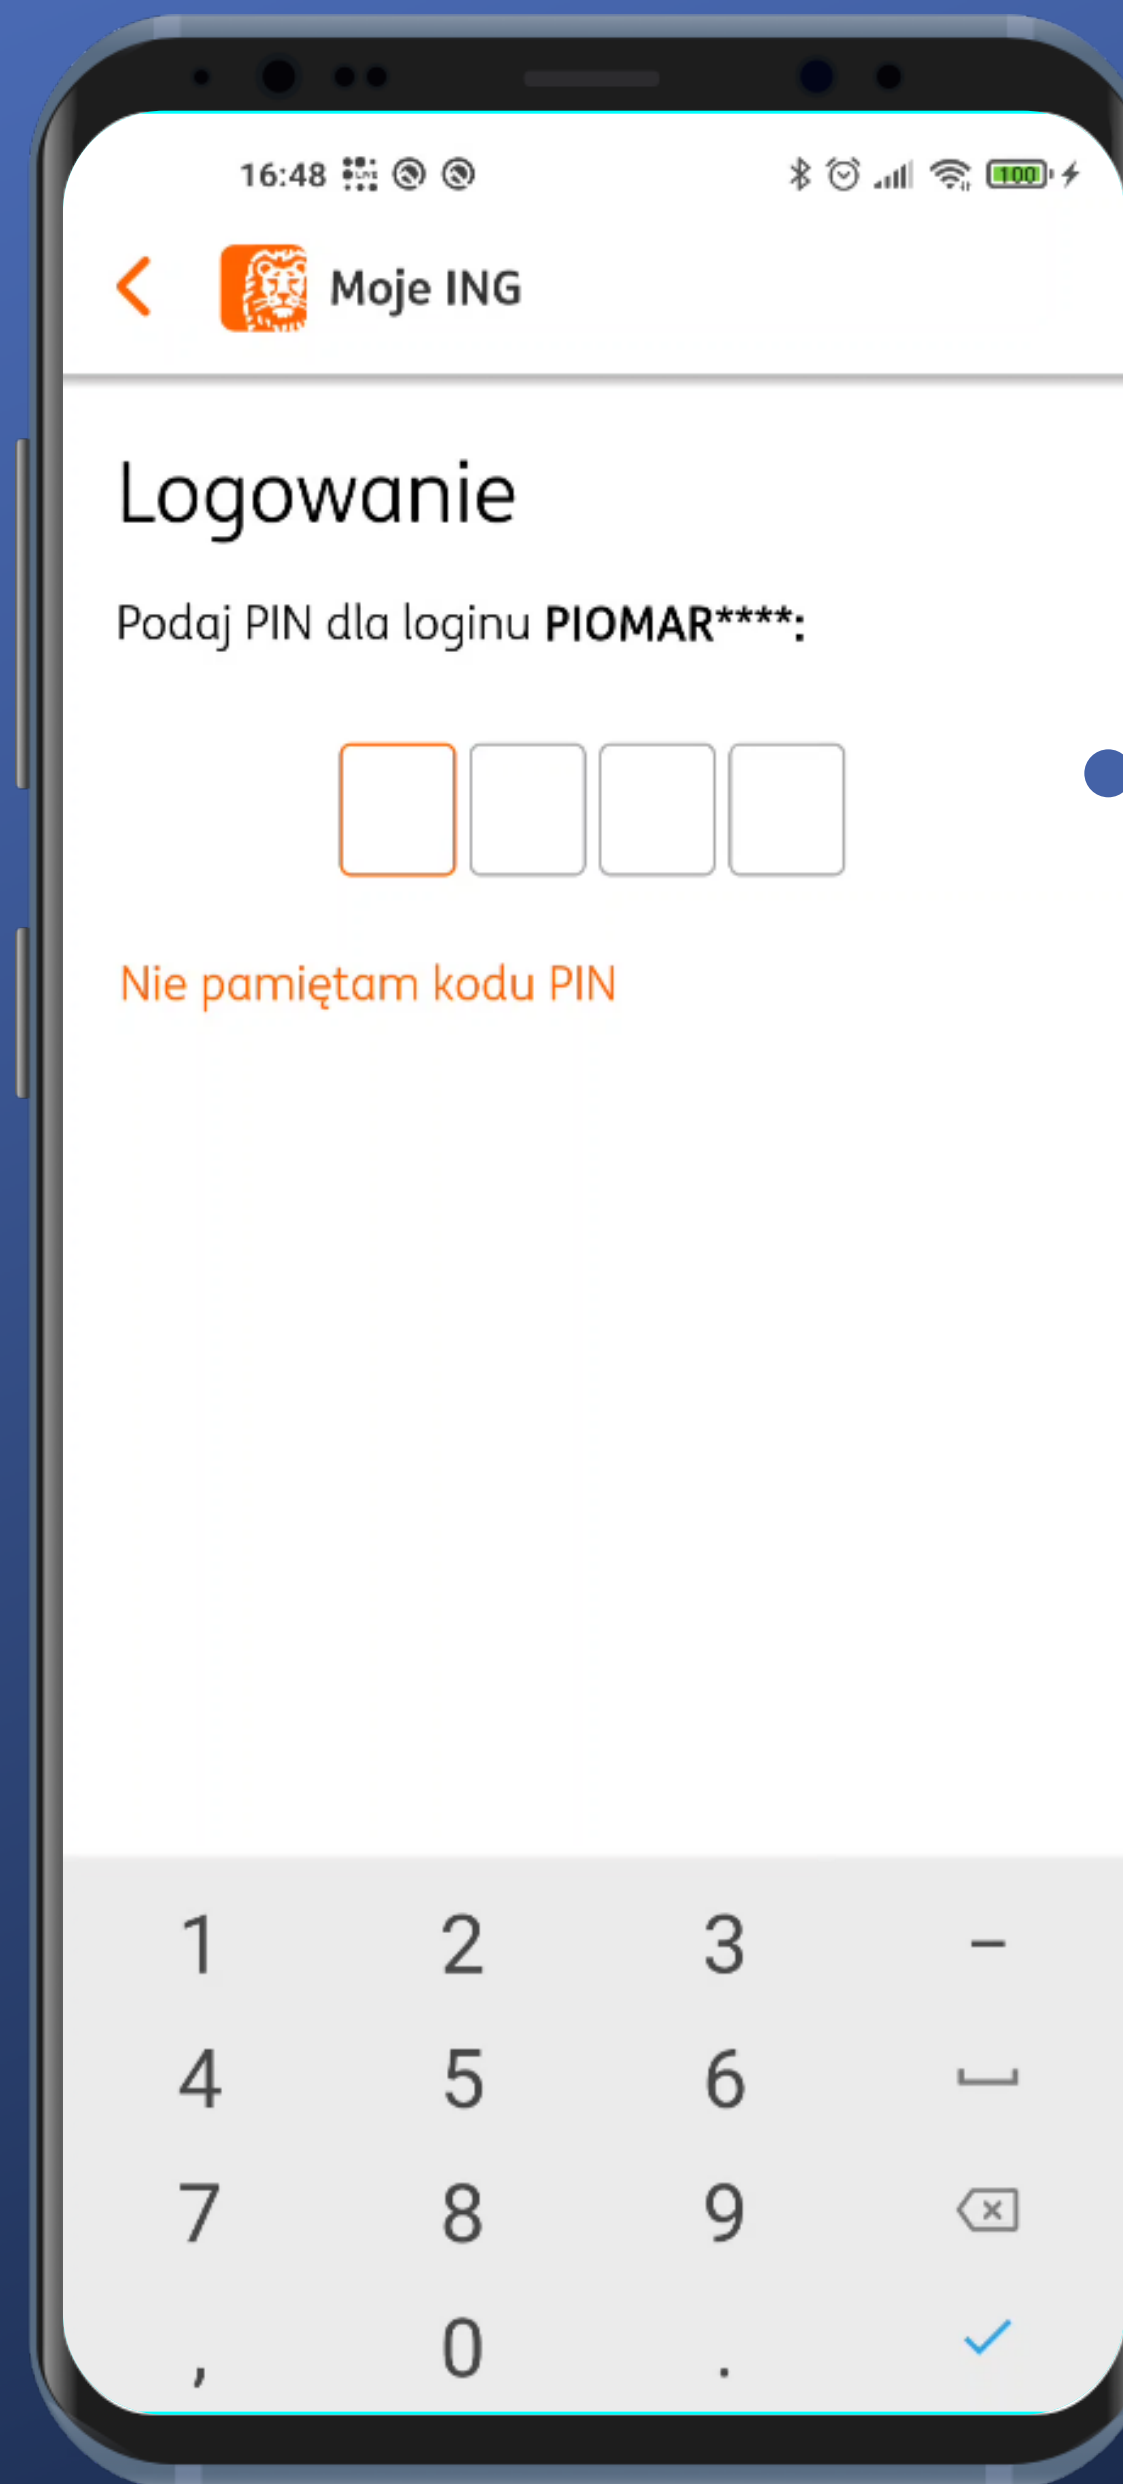 16:48
100
Moje ING
Logowanie
Podaj PIN dla loginu PIOMAR****:
Nie pamiętam kodu PIN
1 2 3 –
4 5 6
7 8 9
, 0 .